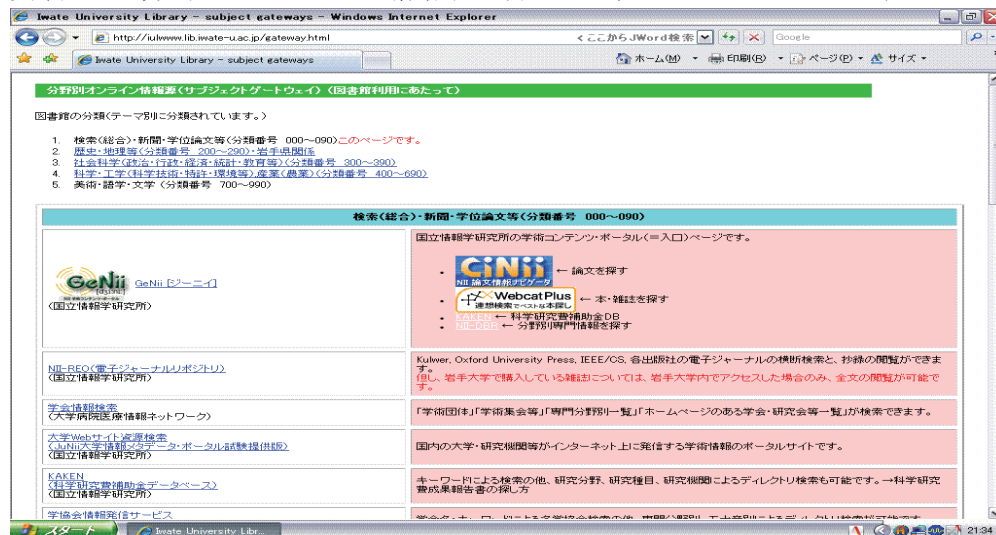 Iwate University Library - subject gateways - Windows Internet Explorer
http://iulwww.lib.iwate-u.ac.jp/gateway.html
<ここからJWord検索
Google
Iwate University Library - subject gateways
ホーム(M)
印刷(R)
ページ(P)
サイズ
分野別オンライン情報源(サブジェクトゲートウェイ) (図書館利用にあたって)
図書館の分類(テーマ別に分類されています。)
1. 検索(総合)・新聞・学位論文等(分類番号 000～090)このページです。
2. 歴史・地理等(分類番号 200～290)・岩手県関係
3. 社会科学(政治・行政・経済・統計・教育等)(分類番号 300～390)
4. 科学・工学(科学技術・特許・環境等),産業(農業)(分類番号 400～690)
5. 美術・語学・文学 (分類番号 700～990)
検索(総合)・新聞・学位論文等(分類番号 000～090)
GeNii
GeNii [ジーニイ]
(国立情報学研究所)
国立情報学研究所の学術コンテンツ・ポータル(=入口)ページです。
CiNii
NII 論文情報ナビゲータ
← 論文を探す
Webcat Plus
連想検索でベストな本探し
← 本・雑誌を探す
KAKEN ← 科学研究費補助金DB
NII-DBR ← 分野別専門情報を探す
NII-REO(電子ジャーナルリポジトリ)
(国立情報学研究所)
Kulwer, Oxford University Press, IEEE/CS, 各出版社の電子ジャーナルの横断検索と、抄録の閲覧ができます。
但し、岩手大学で購入している雑誌については、岩手大学内でアクセスした場合のみ、全文の閲覧が可能です。
学会情報検索
(大学病院医療情報ネットワーク)
「学術団体」「学術集会等」「専門分野別一覧」「ホームページのある学会・研究会等一覧」が検索できます。
大学Webサイト資源検索
(JuNii大学情報メタデータ・ポータル試験提供版)
(国立情報学研究所)
国内の大学・研究機関等がインターネット上に発信する学術情報のポータルサイトです。
KAKEN
(科学研究費補助金データベース)
(国立情報学研究所)
キーワードによる検索の他、研究分野、研究種目、研究機関によるディレクトリ検索も可能です。→科学研究費成果報告書の探し方
学協会情報発信サービス
スタート
Iwate University Libr...
21:34